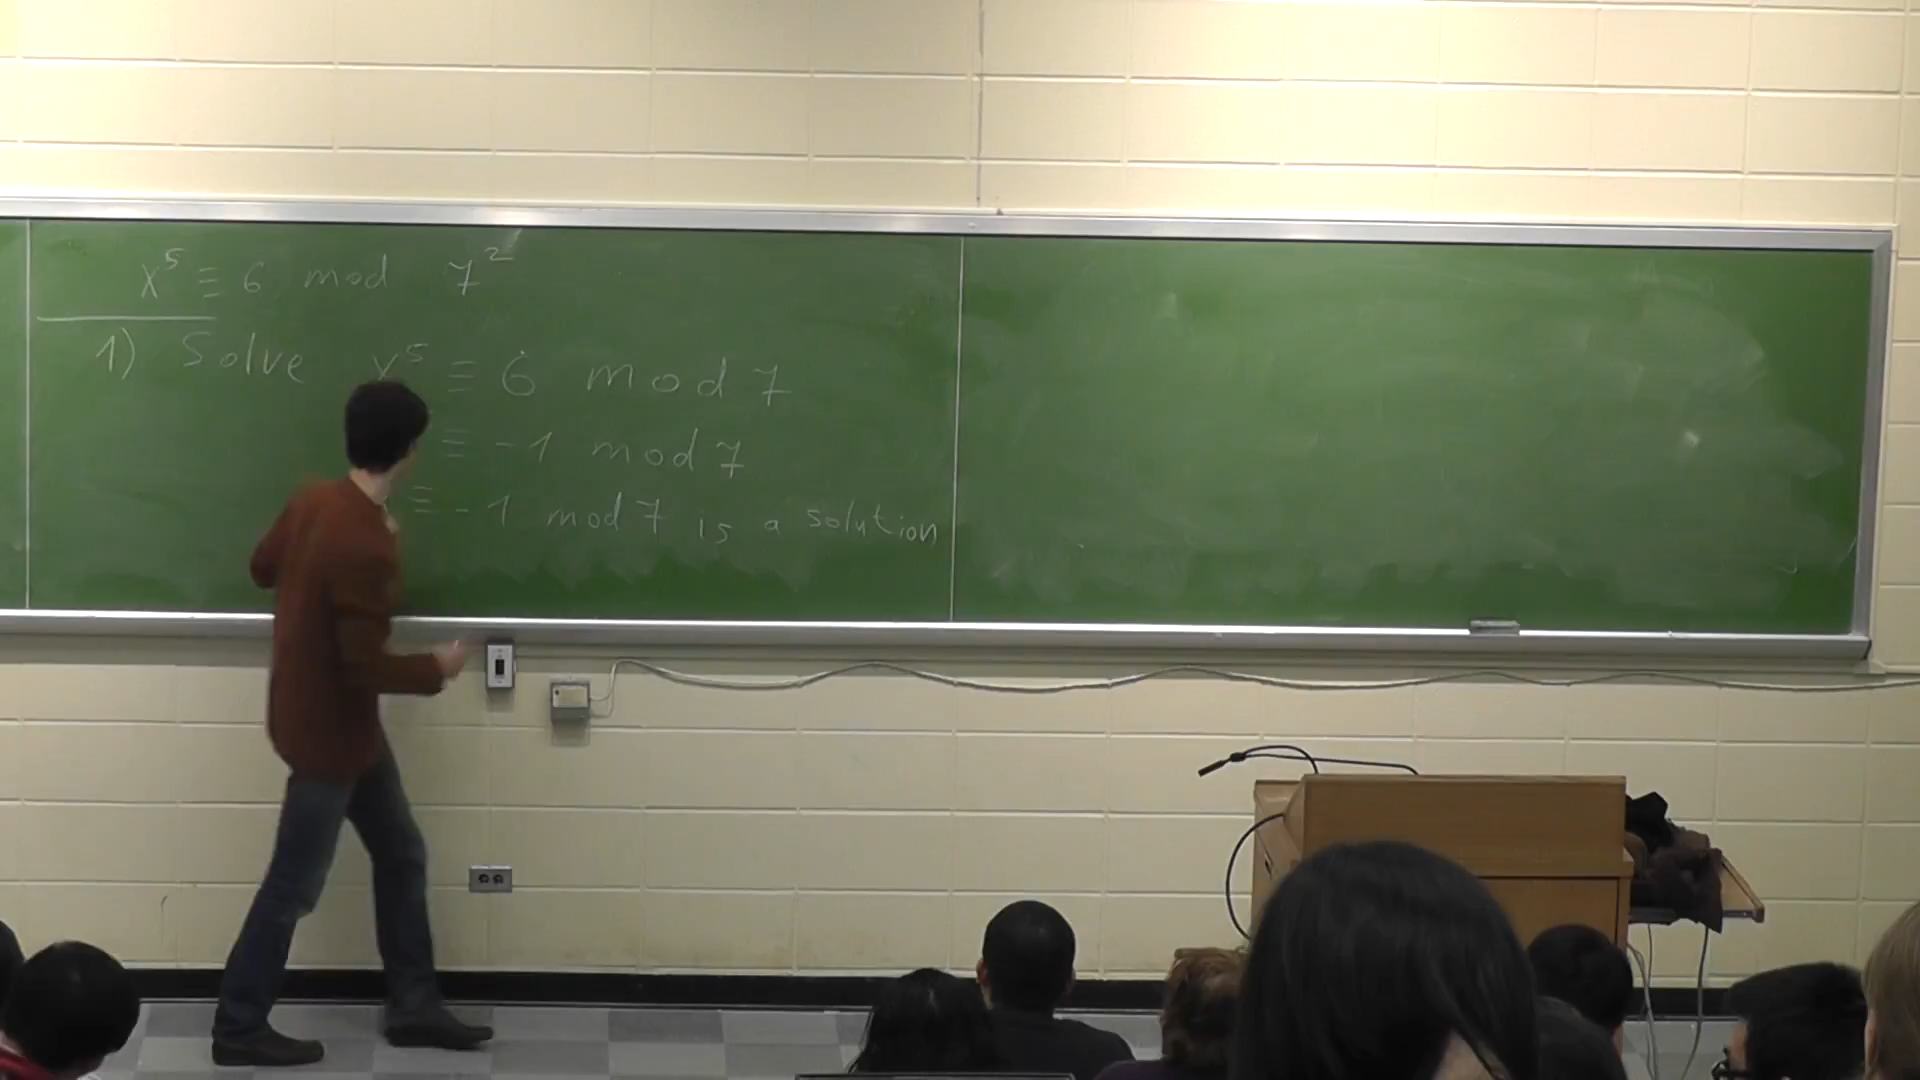 x⁵ ≡ 6 mod 7²
1) Solve x⁵ ≡ 6 mod 7
≡ -1 mod 7
≡ -1 mod 7 is a solution